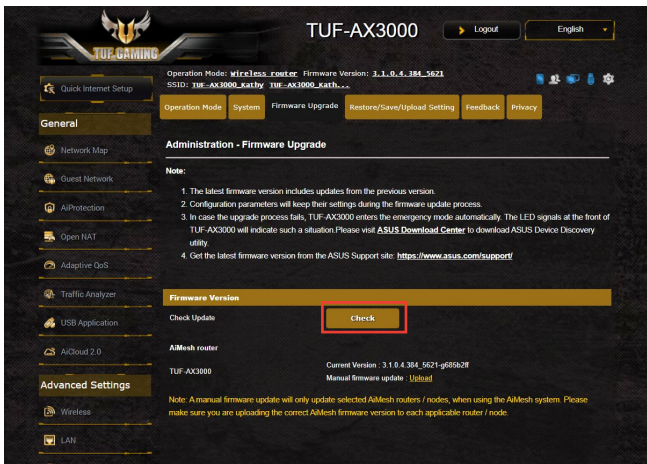 TUF GAMING
TUF-AX3000
Logout
English
Operation Mode: Wireless router Firmware Version: 3.1.0.4.384_5621
SSID: TUF-AX3000_Kathy TUF-AX3000_Kath...
Quick Internet Setup
Operation Mode
System
Firmware Upgrade
Restore/Save/Upload Setting
Feedback
Privacy
General
Network Map
Guest Network
AiProtection
Open NAT
Adaptive QoS
Traffic Analyzer
USB Application
AiCloud 2.0
Advanced Settings
Wireless
LAN
Administration - Firmware Upgrade
Note:
1. The latest firmware version includes updates from the previous version.
2. Configuration parameters will keep their settings during the firmware update process.
3. In case the upgrade process fails, TUF-AX3000 enters the emergency mode automatically. The LED signals at the front of
TUF-AX3000 will indicate such a situation.Please visit ASUS Download Center to download ASUS Device Discovery
utility.
4. Get the latest firmware version from the ASUS Support site: https://www.asus.com/support/
Firmware Version
Check Update
Check
AiMesh router
TUF-AX3000
Current Version : 3.1.0.4.384_5621-g685b2ff
Manual firmware update : Upload
Note: A manual firmware update will only update selected AiMesh routers / nodes, when using the AiMesh system. Please
make sure you are uploading the correct AiMesh firmware version to each applicable router / node.